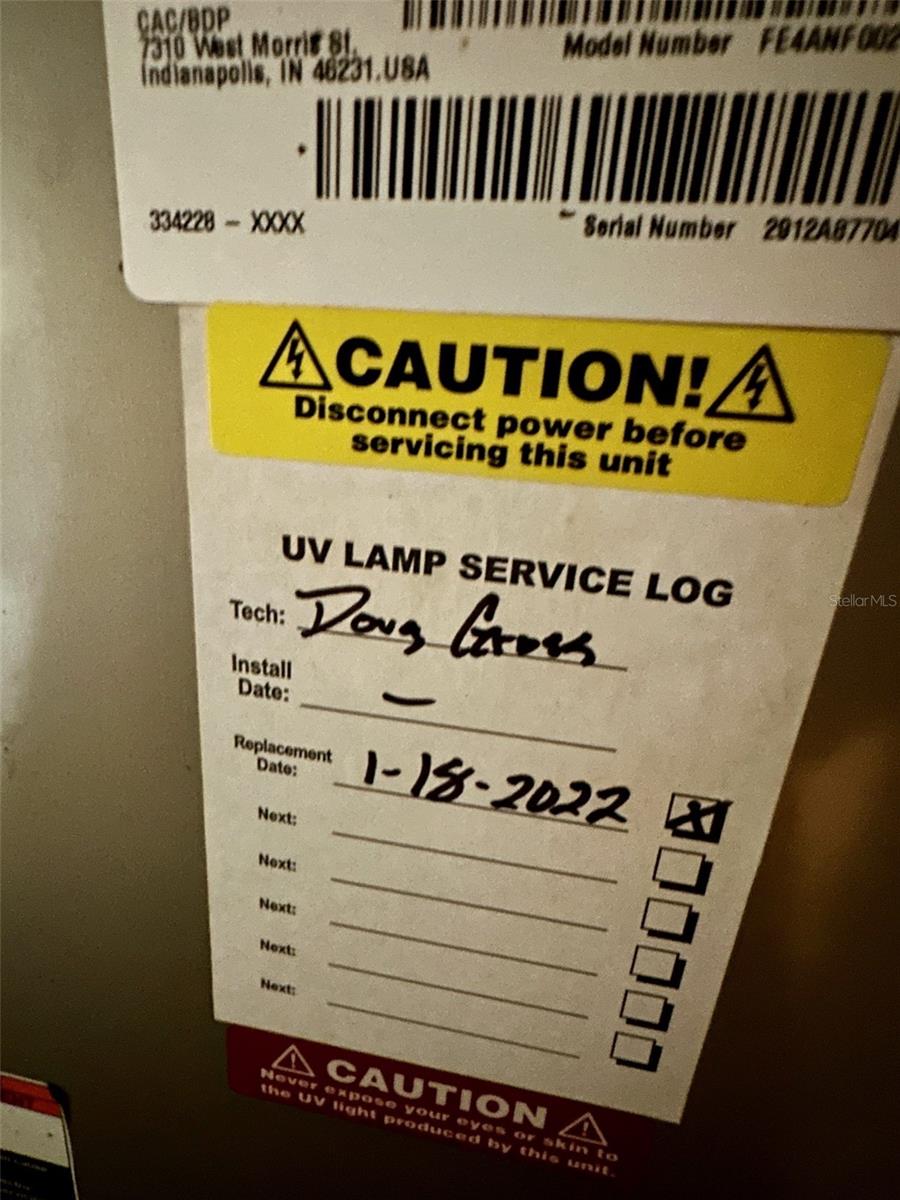 CAC/BDP
7310 West Morris St.
Indianapolis, IN 46231.USA
Model Number FE4ANF002
334228 - XXXX
Serial Number 2912A87704
CAUTION!
Disconnect power before
servicing this unit
UV LAMP SERVICE LOG
Tech: Doug Gross
Install
Date: -
Replacement
Date: 1-18-2022
Next:
Next:
Next:
Next:
Next:
CAUTION
Never expose your eyes or skin to
the UV light produced by this unit.
StellarMLS